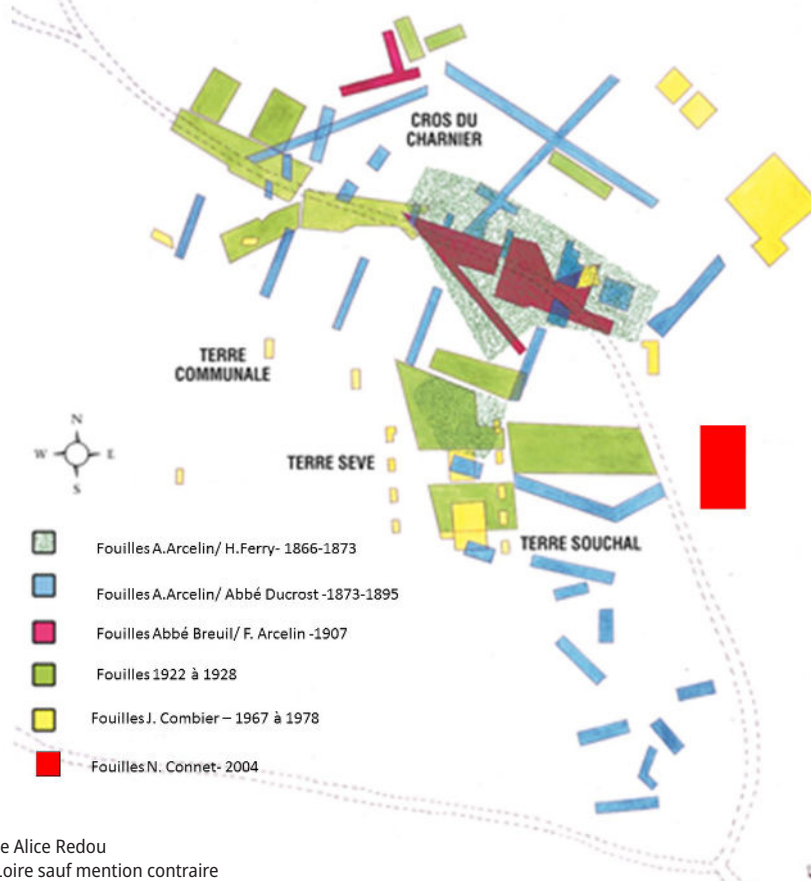 CROS DU
CHARNIER
TERRE
COMMUNALE
N
W E
S
TERRE SEVE
TERRE SOUCHAL
Fouilles A.Arcelin/ H.Ferry- 1866-1873
Fouilles A.Arcelin/ Abbé Ducrost -1873-1895
Fouilles Abbé Breuil/ F. Arcelin -1907
Fouilles 1922 à 1928
Fouilles J. Combier – 1967 à 1978
Fouilles N. Connet- 2004
e Alice Redou
Loire sauf mention contraire